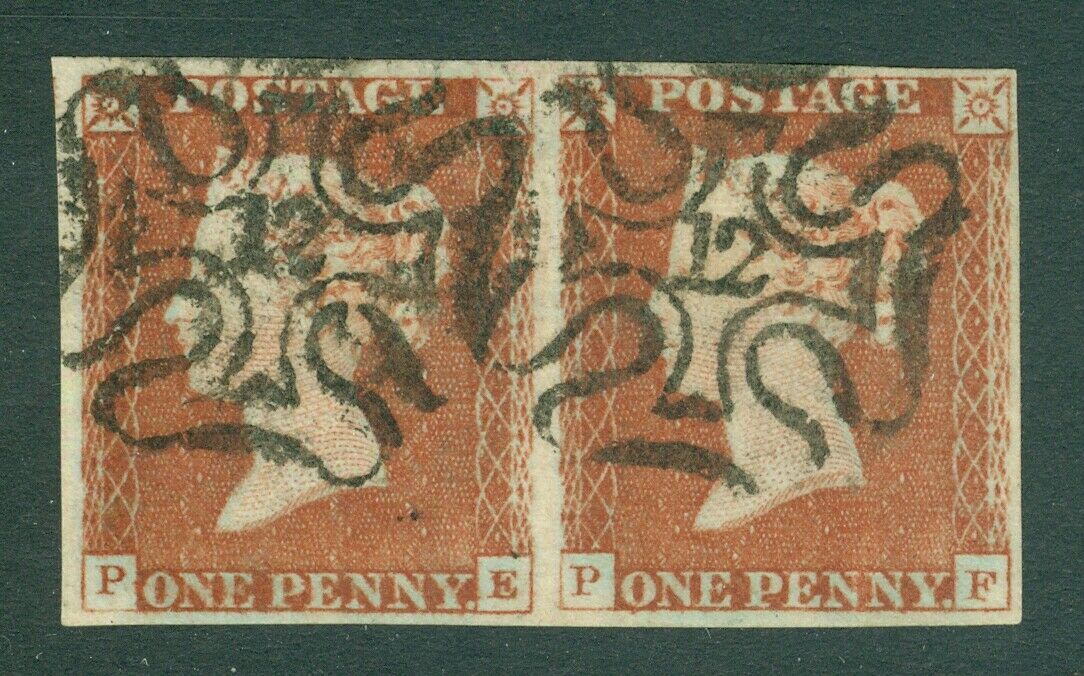 POSTAGE POSTAGE
12 12
P ONE PENNY. E P ONE PENNY. F